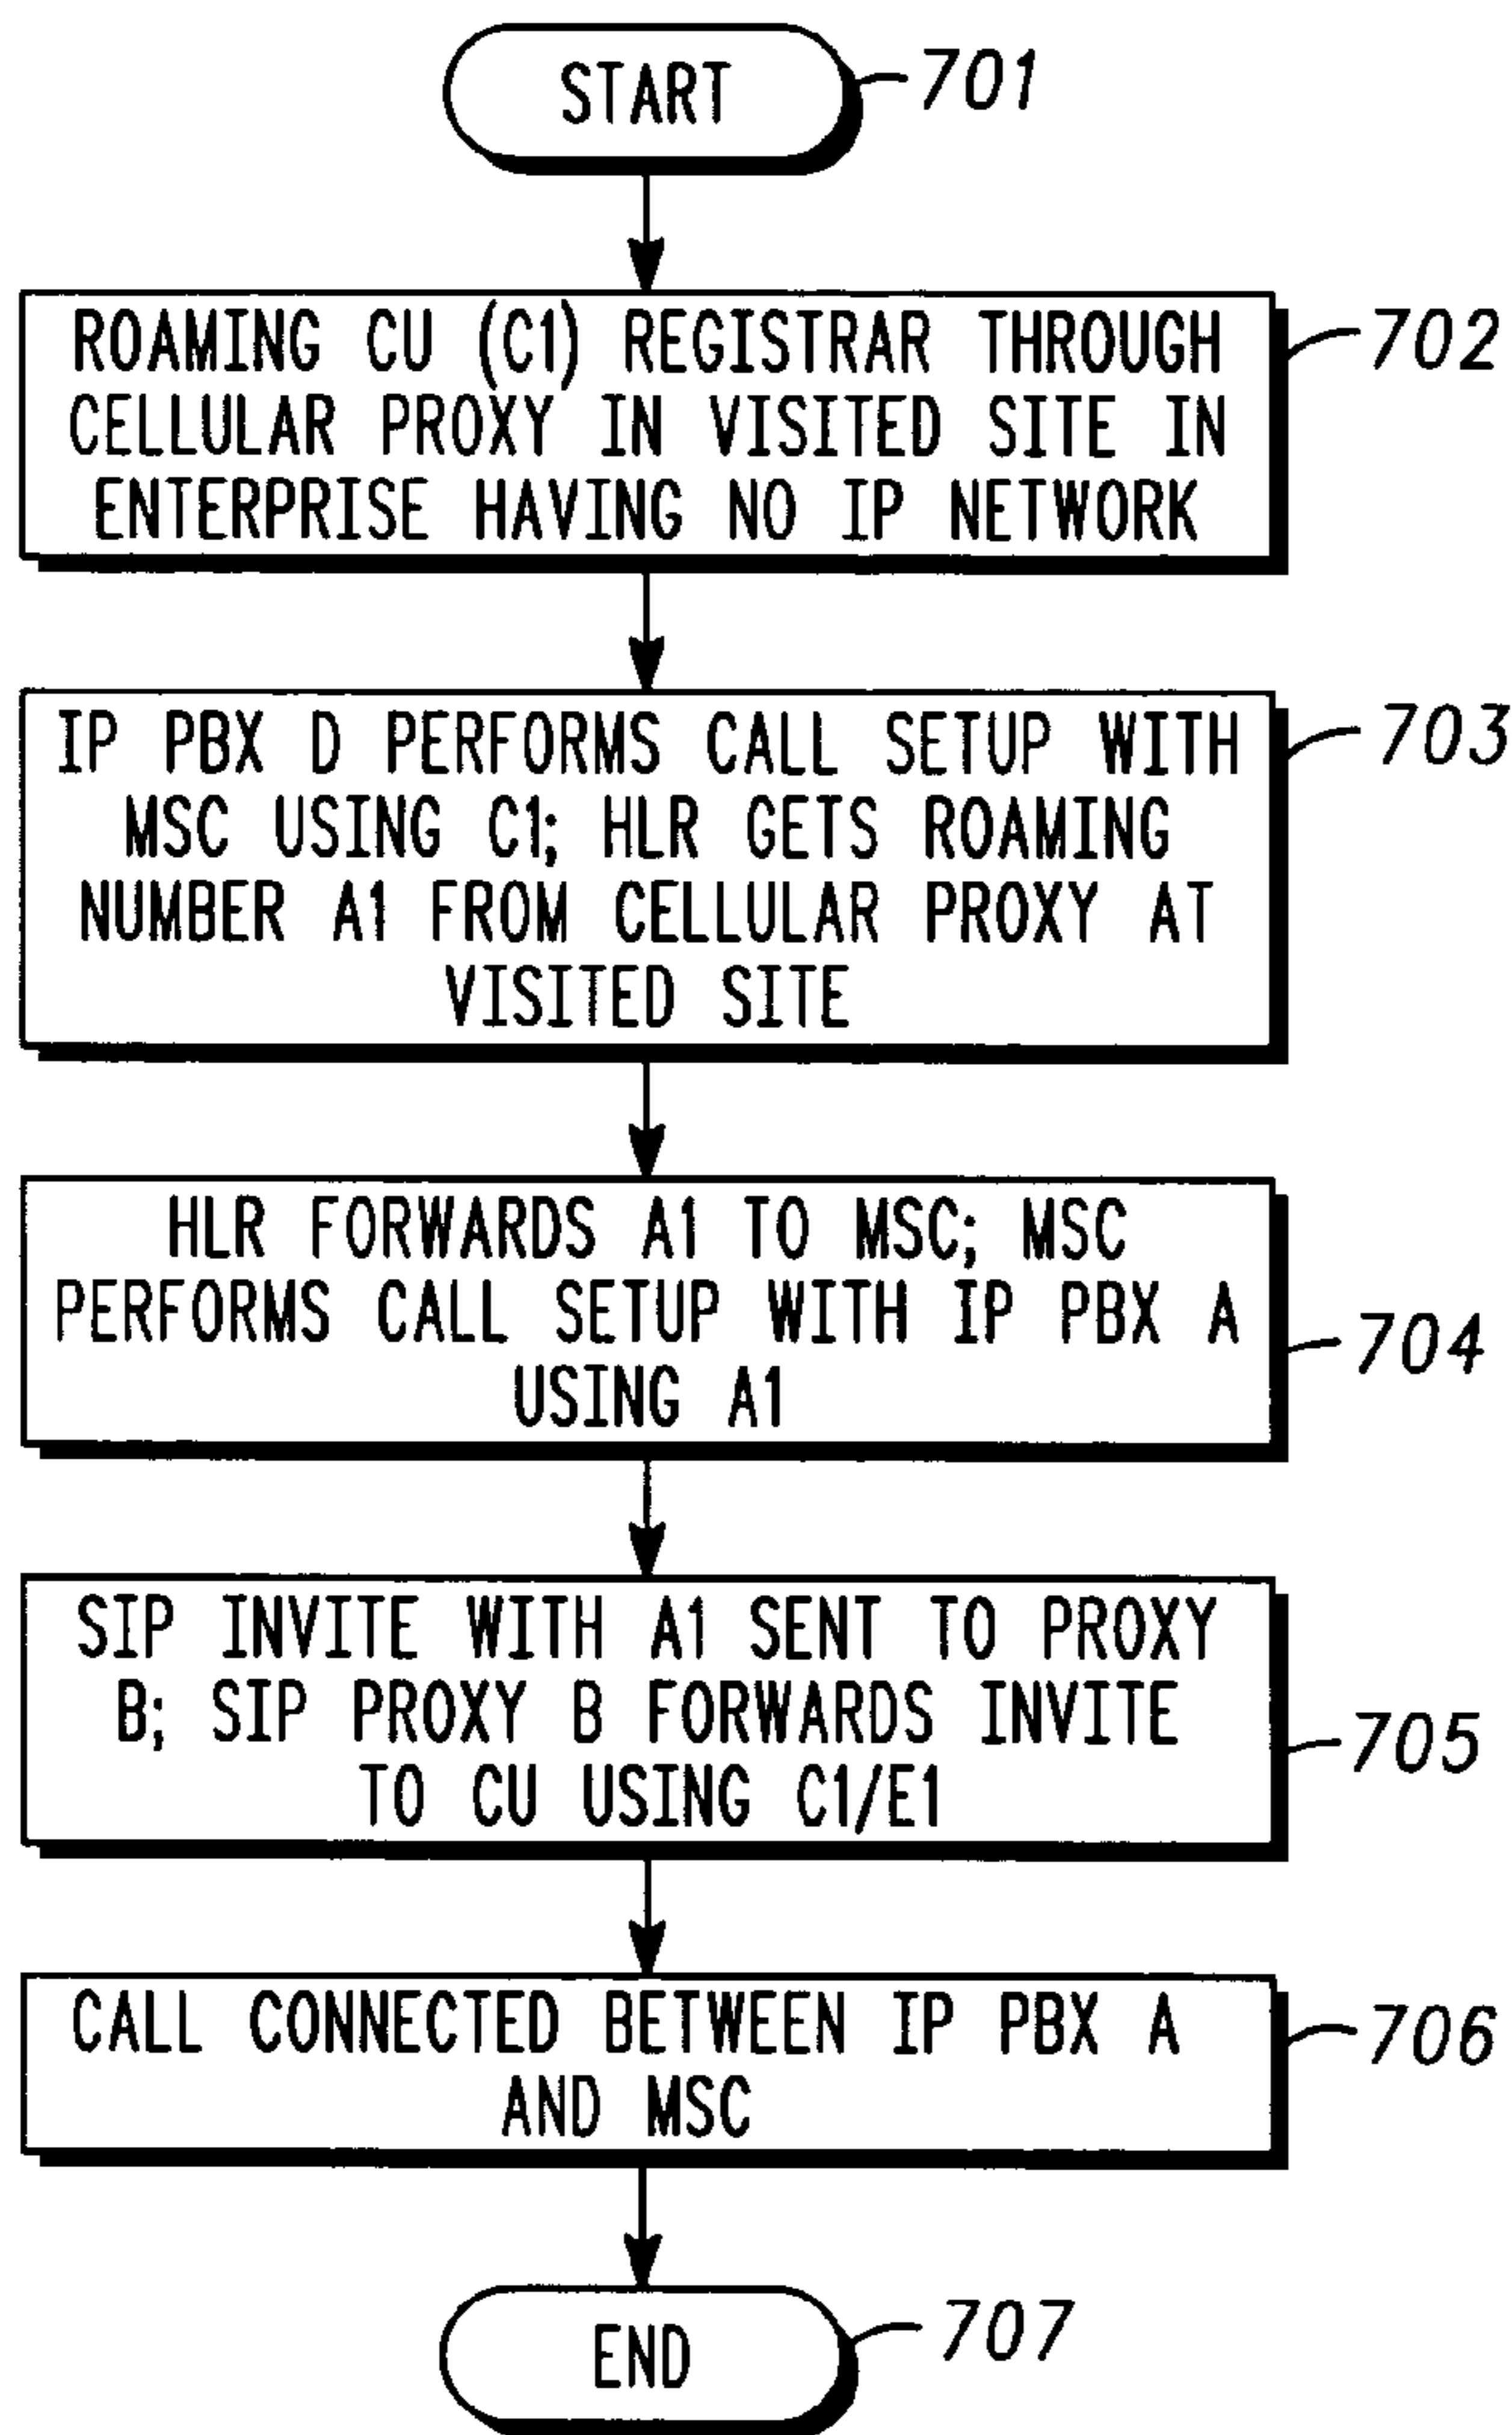 START
701
ROAMING CU (C1) REGISTRAR THROUGH
CELLULAR PROXY IN VISITED SITE IN
ENTERPRISE HAVING NO IP NETWORK
702
IP PBX D PERFORMS CALL SETUP WITH
MSC USING C1; HLR GETS ROAMING
NUMBER A1 FROM CELLULAR PROXY AT
VISITED SITE
703
HLR FORWARDS A1 TO MSC; MSC
PERFORMS CALL SETUP WITH IP PBX A
USING A1
704
SIP INVITE WITH A1 SENT TO PROXY
B; SIP PROXY B FORWARDS INVITE
TO CU USING C1/E1
705
CALL CONNECTED BETWEEN IP PBX A
AND MSC
706
END
707